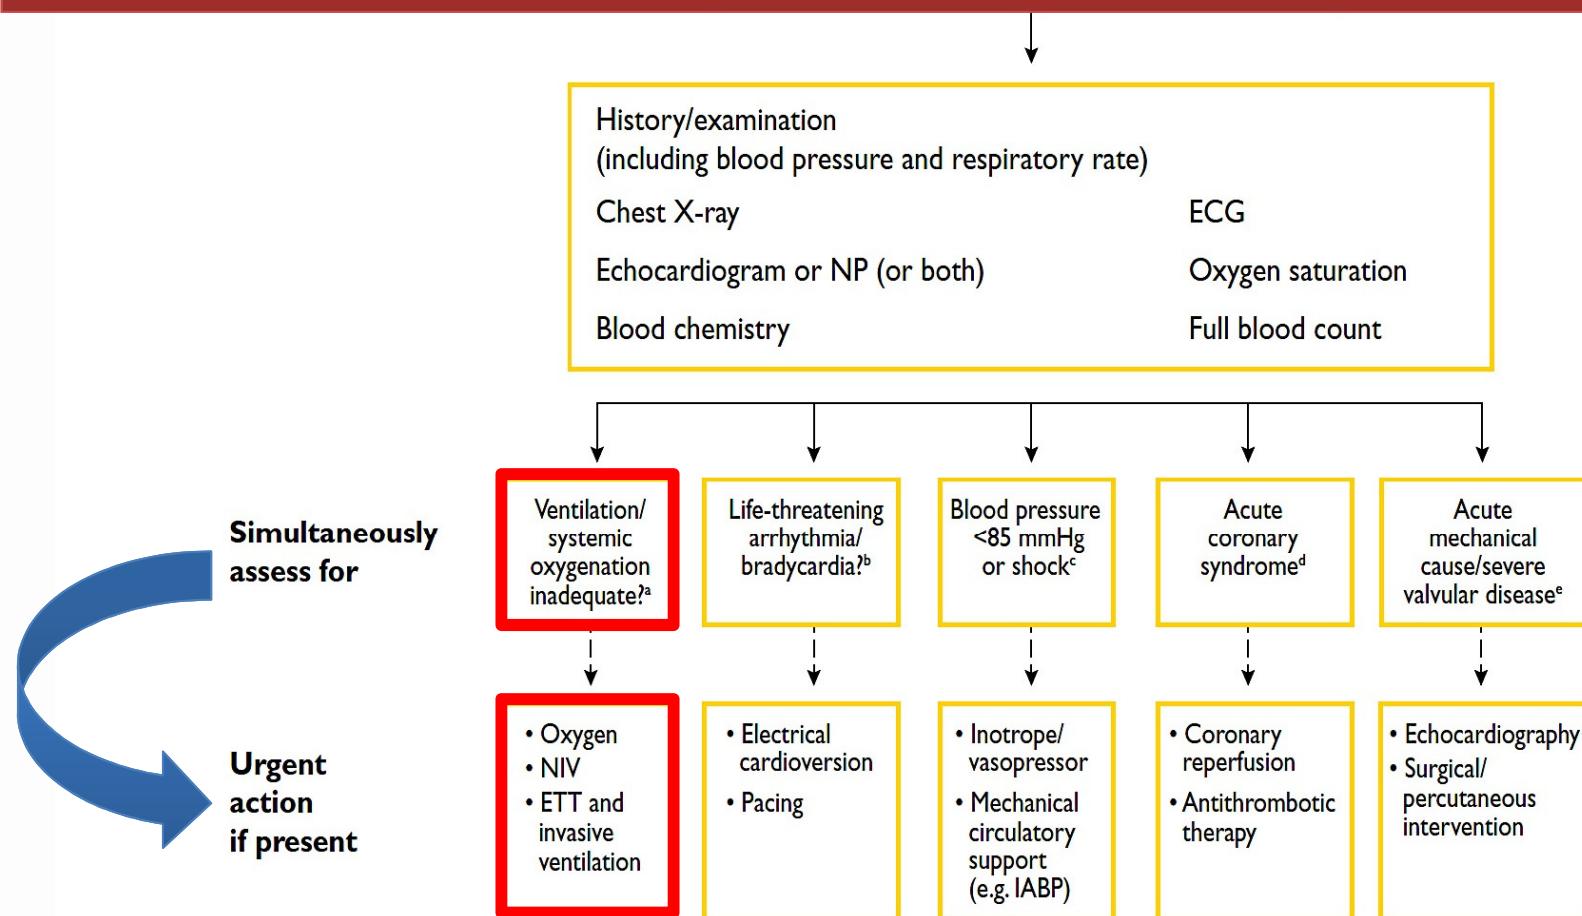 History/examination
(including blood pressure and respiratory rate)
Chest X-ray
ECG
Echocardiogram or NP (or both)
Oxygen saturation
Blood chemistry
Full blood count
Simultaneously
assess for
Ventilation/
systemic
oxygenation
inadequate?ᵃ
Life-threatening
arrhythmia/
bradycardia?ᵇ
Blood pressure
<85 mmHg
or shockᶜ
Acute
coronary
syndromeᵈ
Acute
mechanical
cause/severe
valvular diseaseᵉ
Urgent
action
if present
• Oxygen
• NIV
• ETT and
invasive
ventilation
• Electrical
cardioversion
• Pacing
• Inotrope/
vasopressor
• Mechanical
circulatory
support
(e.g. IABP)
• Coronary
reperfusion
• Antithrombotic
therapy
• Echocardiography
• Surgical/
percutaneous
intervention